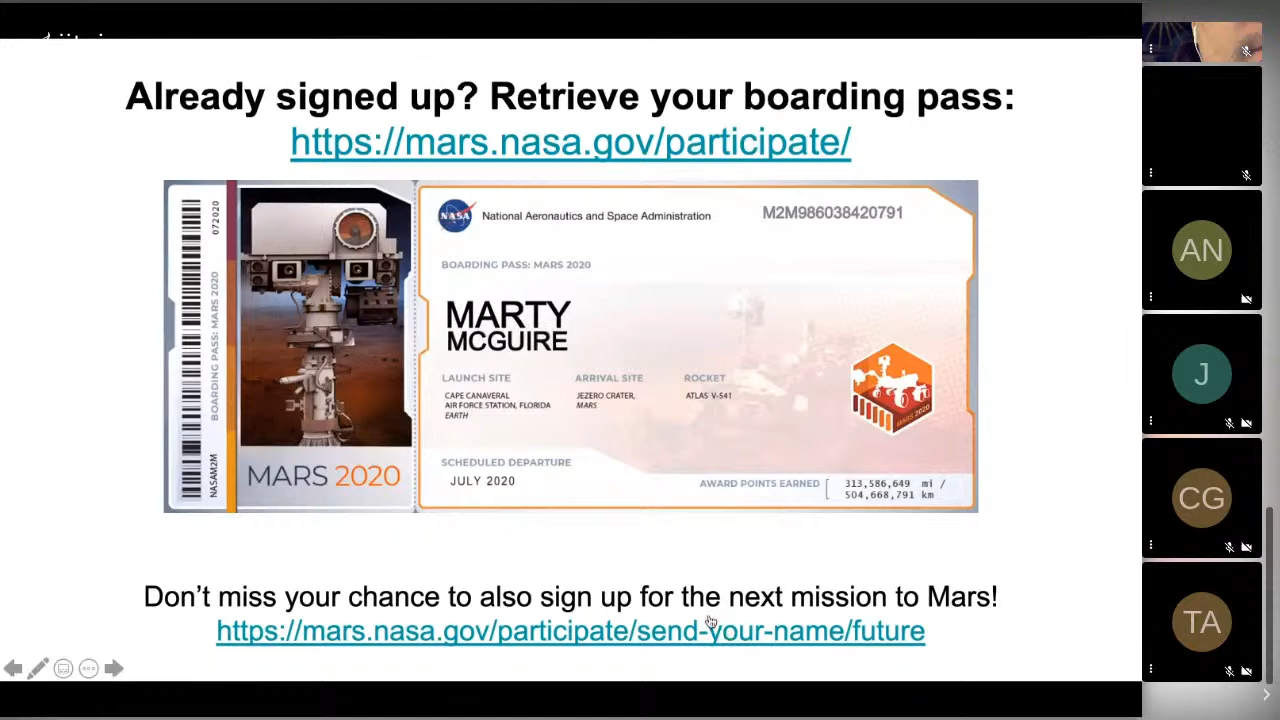 Already signed up? Retrieve your boarding pass:
https://mars.nasa.gov/participate/
072020
BOARDING PASS: MARS 2020
NASAM2M
MARS 2020
NASA
National Aeronautics and Space Administration
M2M986038420791
BOARDING PASS: MARS 2020
MARTY
MCGUIRE
LAUNCH SITE
CAPE CANAVERAL
AIR FORCE STATION, FLORIDA
EARTH
ARRIVAL SITE
JEZERO CRATER,
MARS
ROCKET
ATLAS V-541
MARS 2020
SCHEDULED DEPARTURE
JULY 2020
AWARD POINTS EARNED
313,586,649 mi /
504,668,791 km
Don’t miss your chance to also sign up for the next mission to Mars!
https://mars.nasa.gov/participate/send-your-name/future
AN
J
CG
TA